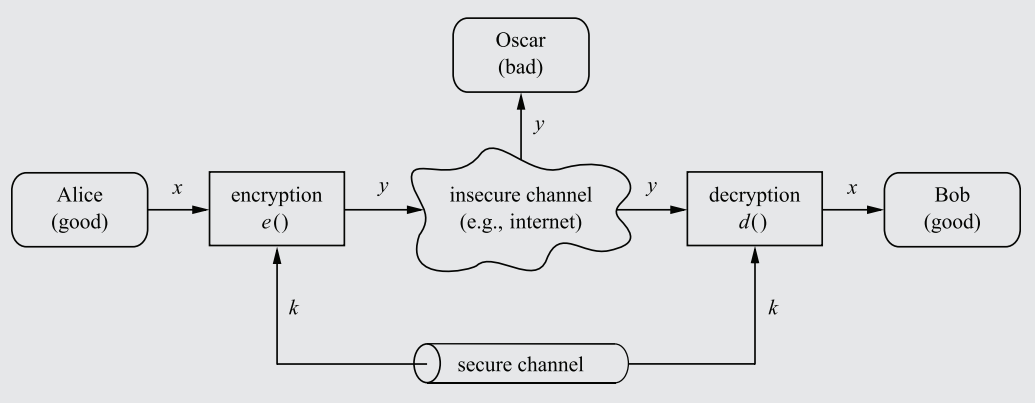 Oscar
(bad)
y
Alice
(good)
x
encryption
e()
y
insecure channel
(e.g., internet)
y
decryption
d()
x
Bob
(good)
k
k
secure channel